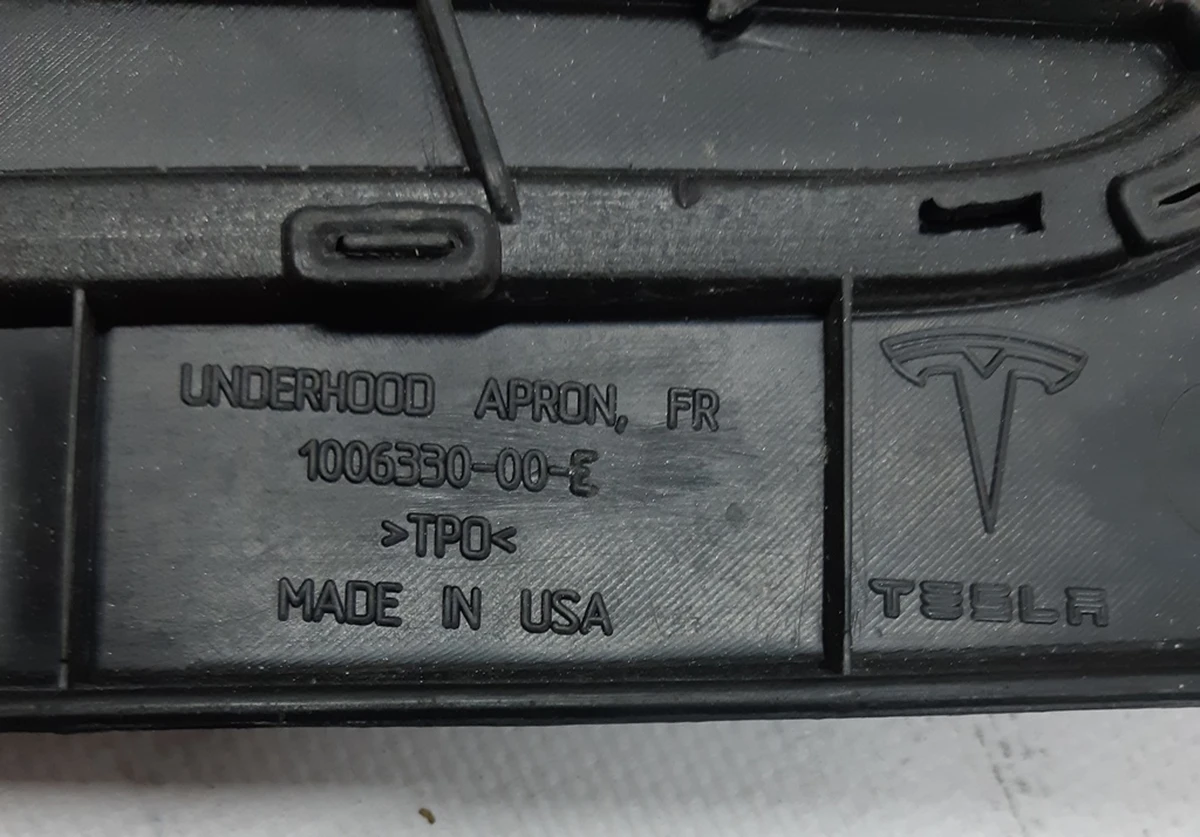 UNDERHOOD APRON, FR
1006330-00-E
>TPO<
MADE IN USA
TESLA